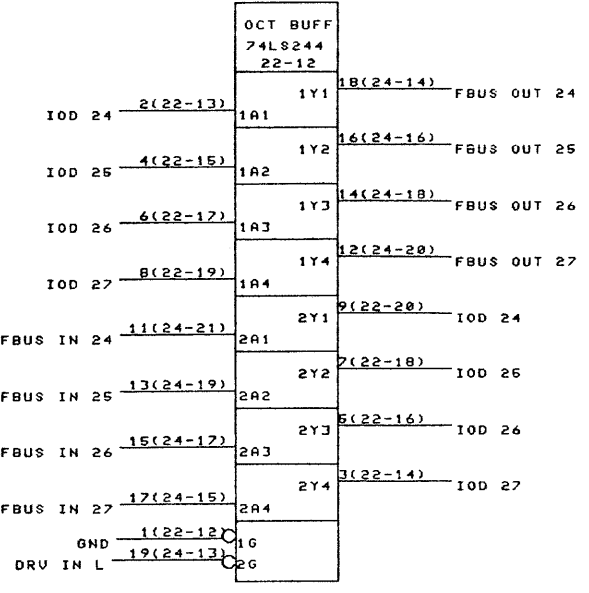 OCT BUFF
74LS244
22-12
1Y1 18(24-14) FBUS OUT 24
IOD 24 2(22-13) 1A1
1Y2 16(24-16) FBUS OUT 25
IOD 25 4(22-15) 1A2
1Y3 14(24-18) FBUS OUT 26
IOD 26 6(22-17) 1A3
1Y4 12(24-20) FBUS OUT 27
IOD 27 8(22-19) 1A4
2Y1 9(22-20) IOD 24
FBUS IN 24 11(24-21) 2A1
2Y2 7(22-18) IOD 25
FBUS IN 25 13(24-19) 2A2
2Y3 5(22-16) IOD 26
FBUS IN 26 15(24-17) 2A3
2Y4 3(22-14) IOD 27
FBUS IN 27 17(24-15) 2A4
GND 1(22-12) 1G
DRV IN L 19(24-13) 2G